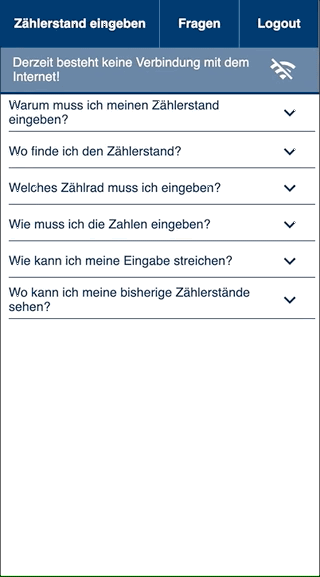 Zählerstand eingeben Fragen Logout
Derzeit besteht keine Verbindung mit dem
Internet!
Warum muss ich meinen Zählerstand
eingeben?
Wo finde ich den Zählerstand?
Welches Zählrad muss ich eingeben?
Wie muss ich die Zahlen eingeben?
Wie kann ich meine Eingabe streichen?
Wo kann ich meine bisherige Zählerstände
sehen?